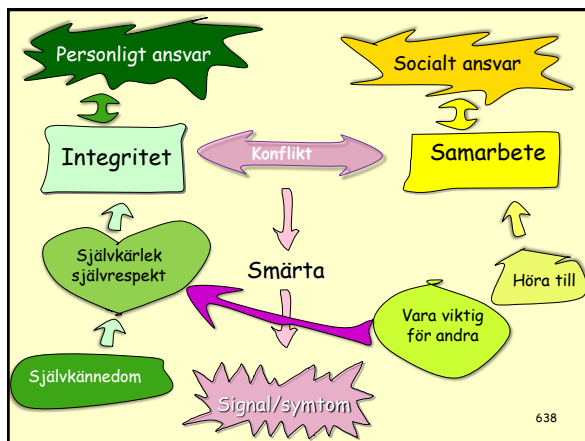 Personligt ansvar
Socialt ansvar
Integritet
Konflikt
Samarbete
Självkärlek
självrespekt
Smärta
Höra till
Vara viktig
för andra
Självkännedom
Signal/symtom
638